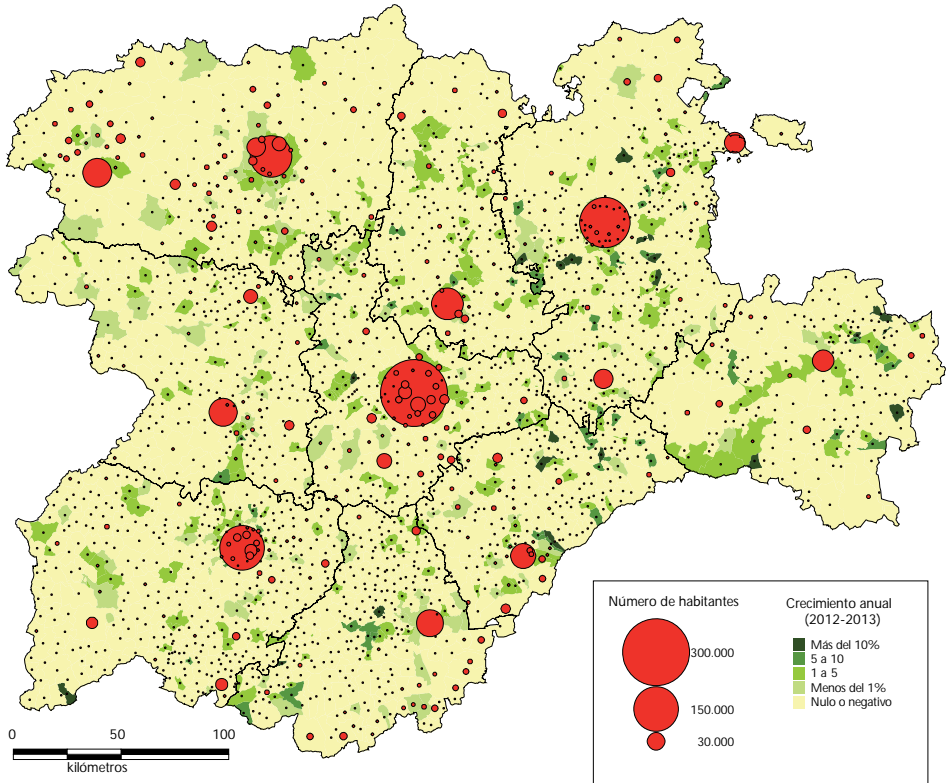 Número de habitantes
300.000
150.000
30.000
Crecimiento anual
(2012-2013)
Más del 10%
5 a 10
1 a 5
Menos del 1%
Nulo o negativo
0 50 100
kilómetros